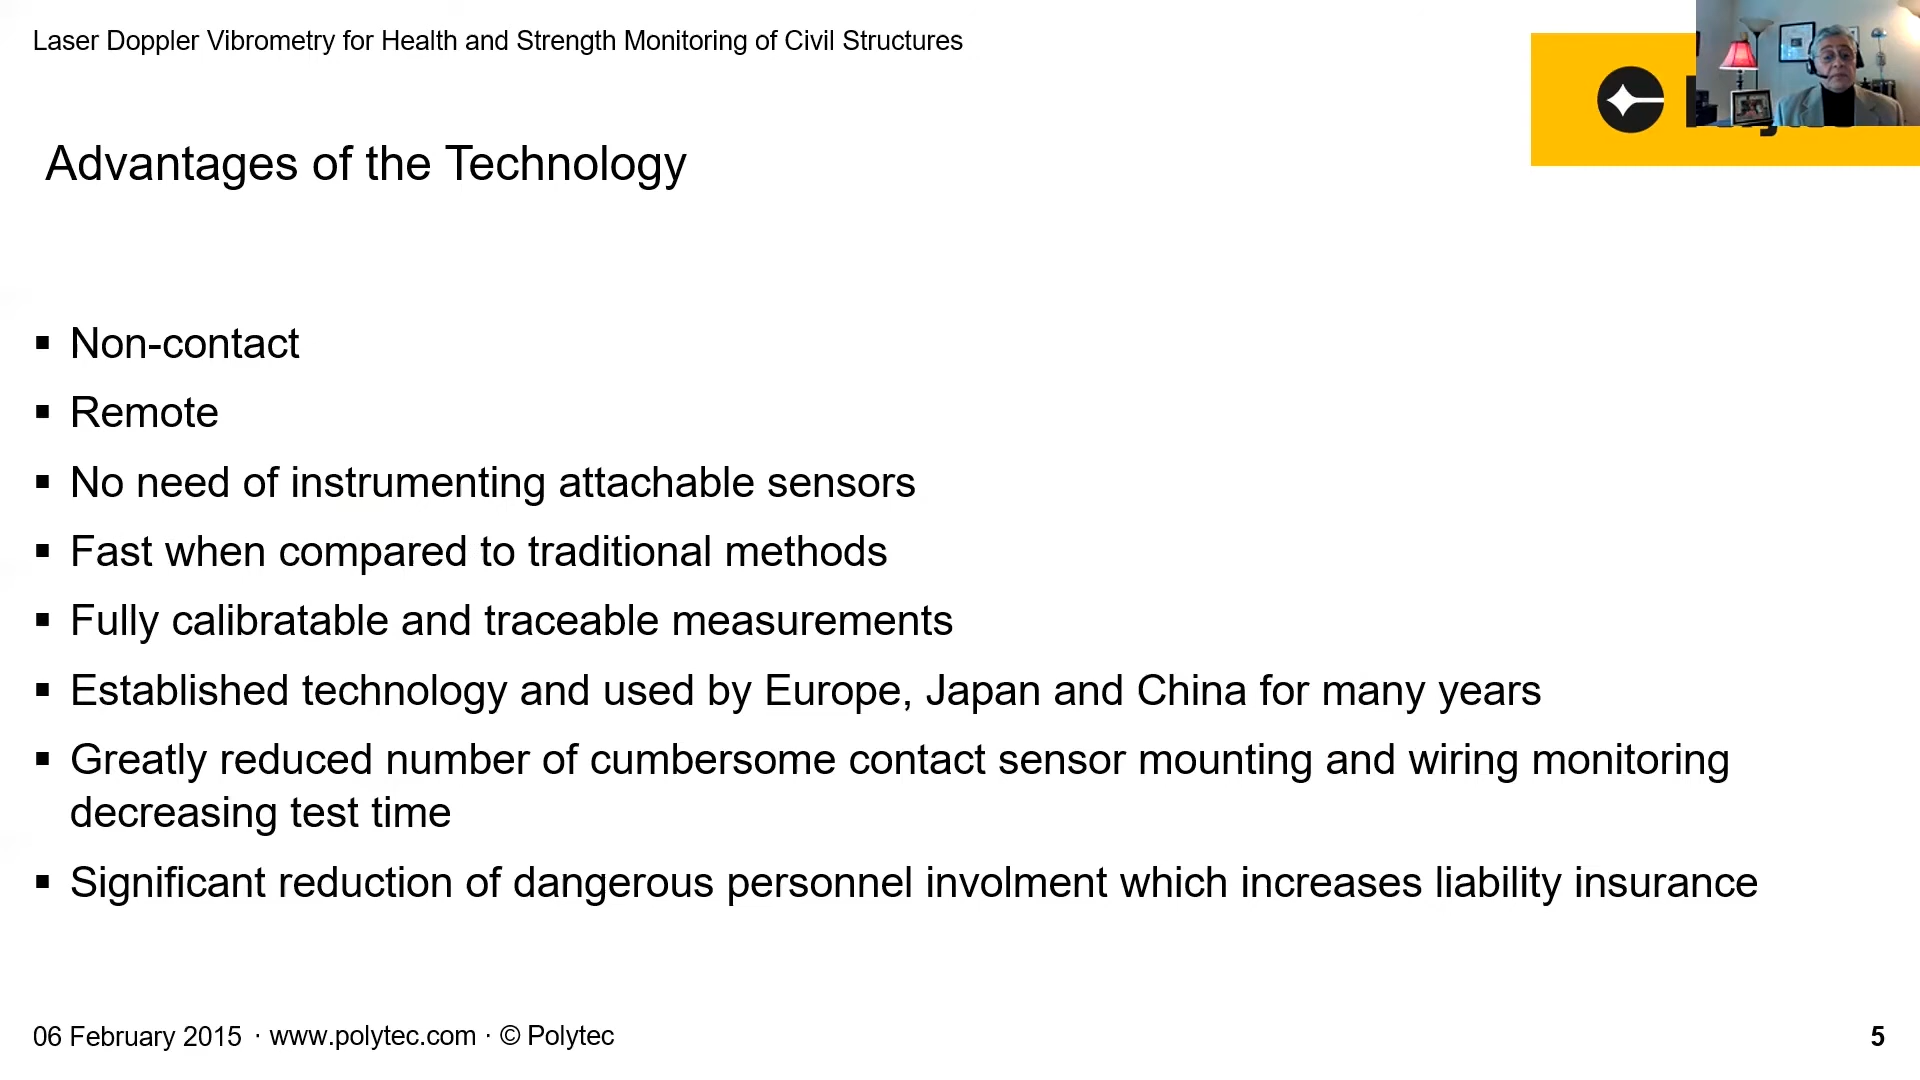 Laser Doppler Vibrometry for Health and Strength Monitoring of Civil Structures
Advantages of the Technology
▪ Non-contact
▪ Remote
▪ No need of instrumenting attachable sensors
▪ Fast when compared to traditional methods
▪ Fully calibratable and traceable measurements
▪ Established technology and used by Europe, Japan and China for many years
▪ Greatly reduced number of cumbersome contact sensor mounting and wiring monitoring
decreasing test time
▪ Significant reduction of dangerous personnel involment which increases liability insurance
06 February 2015 · www.polytec.com · © Polytec
5